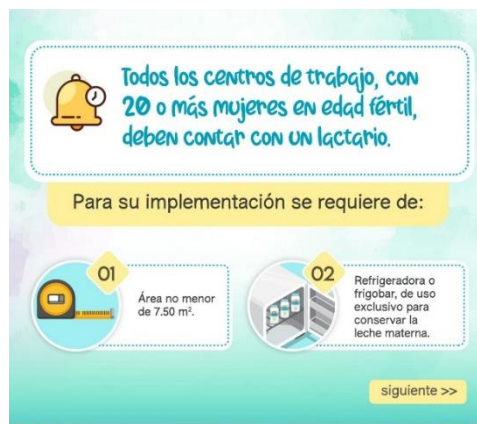 Todos los centros de trabajo, con
20 o más mujeres en edad fértil,
deben contar con un lactario.
Para su implementación se requiere de:
01
Área no menor
de 7.50 m².
02
Refrigeradora o
frigobar, de uso
exclusivo para
conservar la
leche materna.
siguiente >>